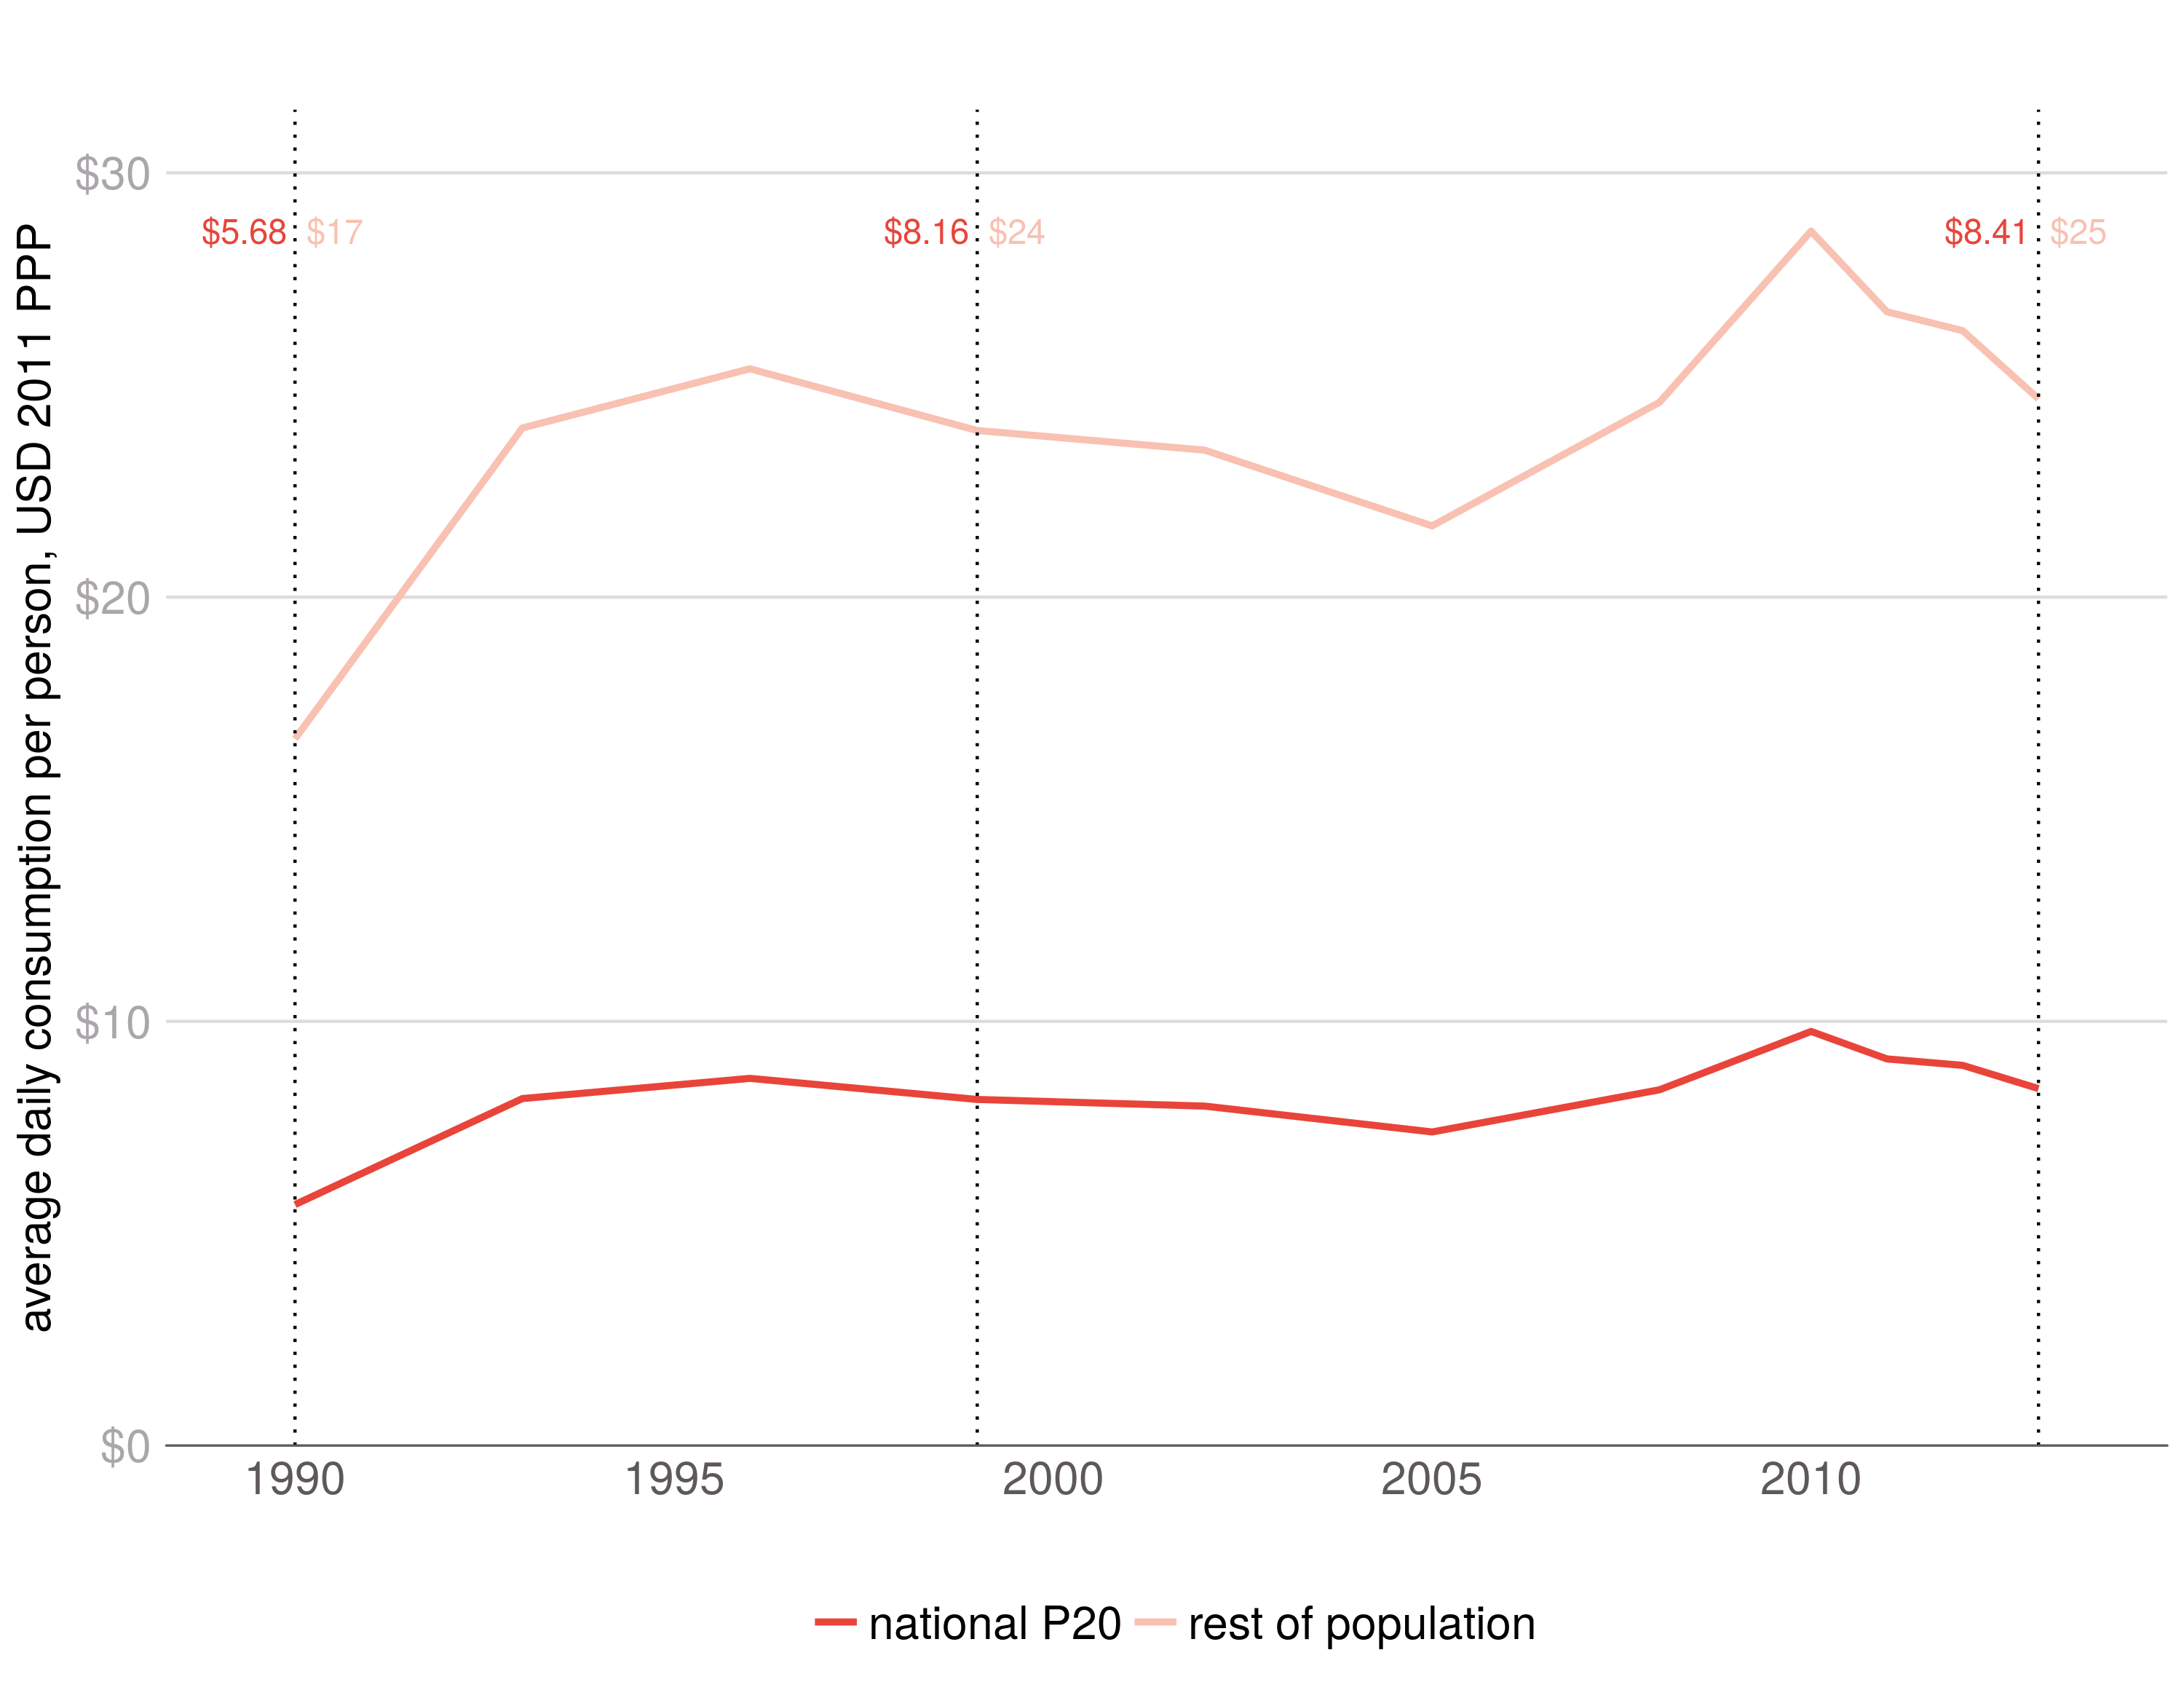 average daily consumption per person, USD 2011 PPP
$30
$5.68 $17
$8.16 $24
$8.41 $25
$20
$10
$0
1990 1995 2000 2005 2010
national P20 rest of population